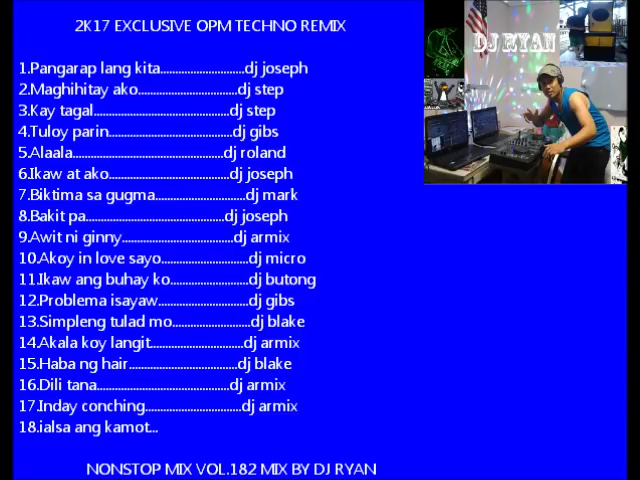 2K17 EXCLUSIVE OPM TECHNO REMIX
DJ RYAN
1.Pangarap lang kita............................dj joseph
2.Maghihitay ako.................................dj step
3.Kay tagal.............................................dj step
4.Tuloy parin.........................................dj gibs
5.Alaala..................................................dj roland
6.Ikaw at ako........................................dj joseph
7.Biktima sa gugma..............................dj mark
8.Bakit pa..............................................dj joseph
9.Awit ni ginny.....................................dj armix
10.Akoy in love sayo.............................dj micro
11.Ikaw ang buhay ko..........................dj butong
12.Problema isayaw..............................dj gibs
13.Simpleng tulad mo..........................dj blake
14.Akala koy langit...............................dj armix
15.Haba ng hair....................................dj blake
16.Dili tana............................................dj armix
17.Inday conching................................dj armix
18.ialsa ang kamot...
NONSTOP MIX VOL.182 MIX BY DJ RYAN